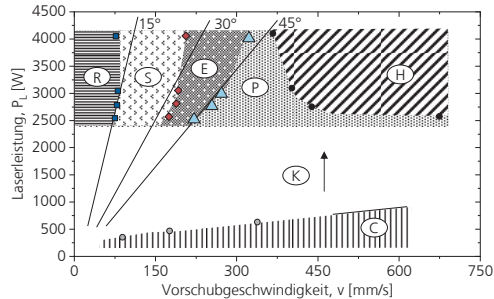 15° 30° 45°
4500
4000
3500
3000
2500
2000
1500
1000
500
0
R S E P H
K
C
0 150 300 450 600 750
Laserleistung, P_L [W]
Vorschubgeschwindigkeit, v [mm/s]